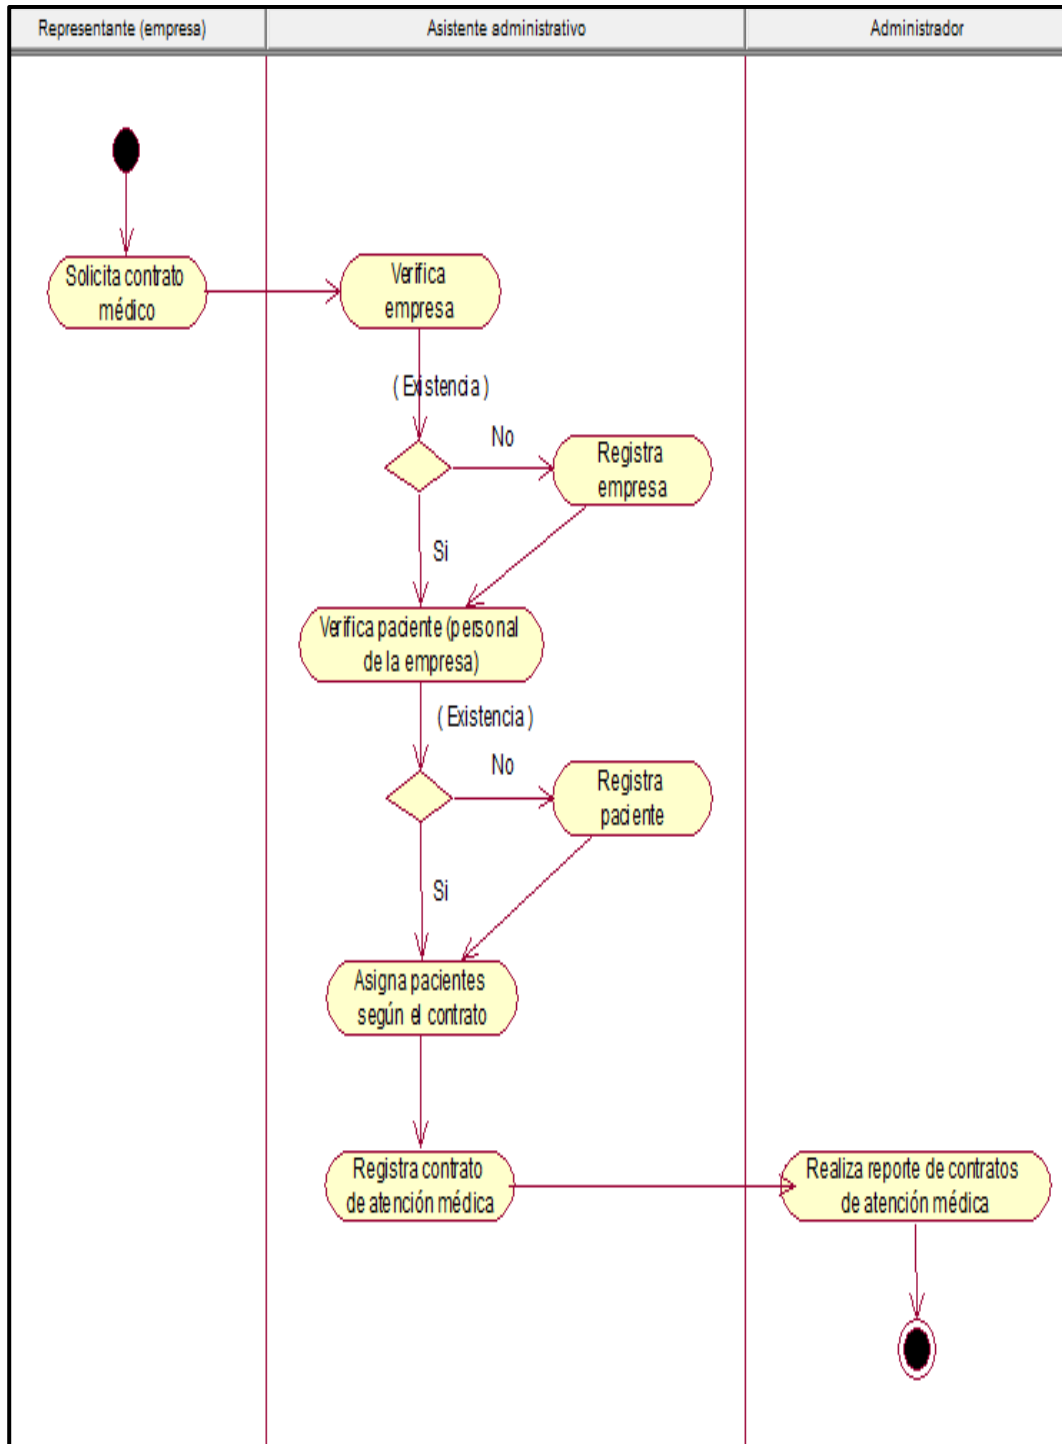 Representante (empresa)
Asistente administrativo
Administrador
Solicita contrato
médico
Verifica
empresa
( Existencia )
No
Registra
empresa
Si
Verifica paciente (personal
de la empresa)
( Existencia )
No
Registra
paciente
Si
Asigna pacientes
según el contrato
Registra contrato
de atención médica
Realiza reporte de contratos
de atención médica